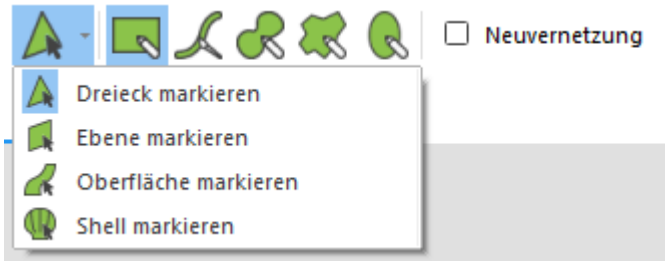 Neuvernetzung
Dreieck markieren
Ebene markieren
Oberfläche markieren
Shell markieren